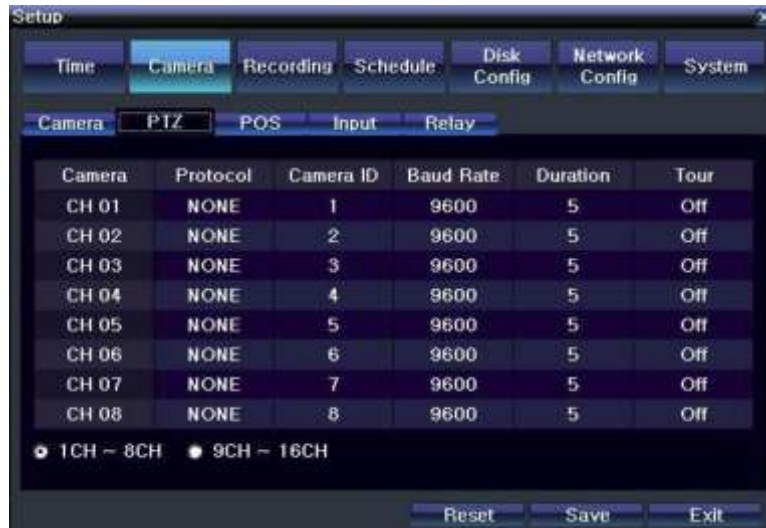 Setup
Time Camera Recording Schedule Disk Config Network Config System
Camera PTZ POS Input Relay
Camera Protocol Camera ID Baud Rate Duration Tour
CH 01 NONE 1 9600 5 Off
CH 02 NONE 2 9600 5 Off
CH 03 NONE 3 9600 5 Off
CH 04 NONE 4 9600 5 Off
CH 05 NONE 5 9600 5 Off
CH 06 NONE 6 9600 5 Off
CH 07 NONE 7 9600 5 Off
CH 08 NONE 8 9600 5 Off
1CH ~ 8CH 9CH ~ 16CH
Reset Save Exit